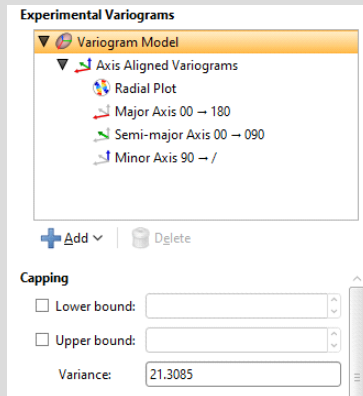 Experimental Variograms
Variogram Model
Axis Aligned Variograms
Radial Plot
Major Axis 00 → 180
Semi-major Axis 00 → 090
Minor Axis 90 → /
Add Delete
Capping
Lower bound:
Upper bound:
Variance: 21.3085